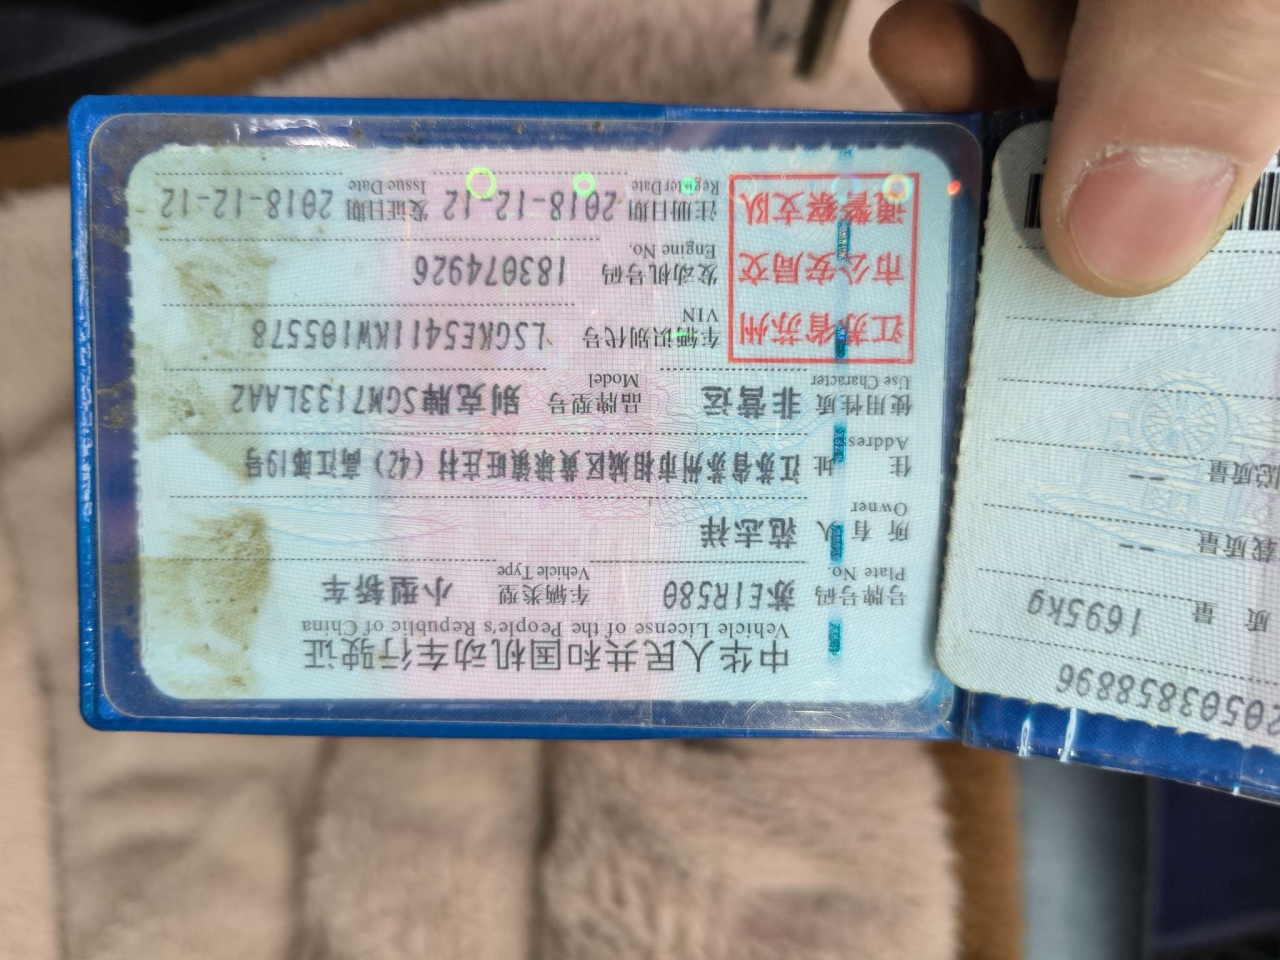 中华人民共和国机动车行驶证
Vehicle License of the People's Republic of China
号牌号码 苏E1R580 车辆类型 小型轿车
Plate No. Vehicle Type
所有人 范志祥
Owner
住址 江苏省苏州市相城区黄埭镇旺庄村(42)高江路19号
Address
使用性质 非营运 品牌型号 别克牌SGM7133LAA2
Use Character Model
江苏省苏州
市公安局交
通警察支队
车辆识别代号 LSGKE5411KW105578
VIN
发动机号码 183074926
Engine No.
注册日期 2018-12-12 发证日期 2018-12-12
Register Date Issue Date
20503858896
质量 1695kg
载质量 --
质量 --